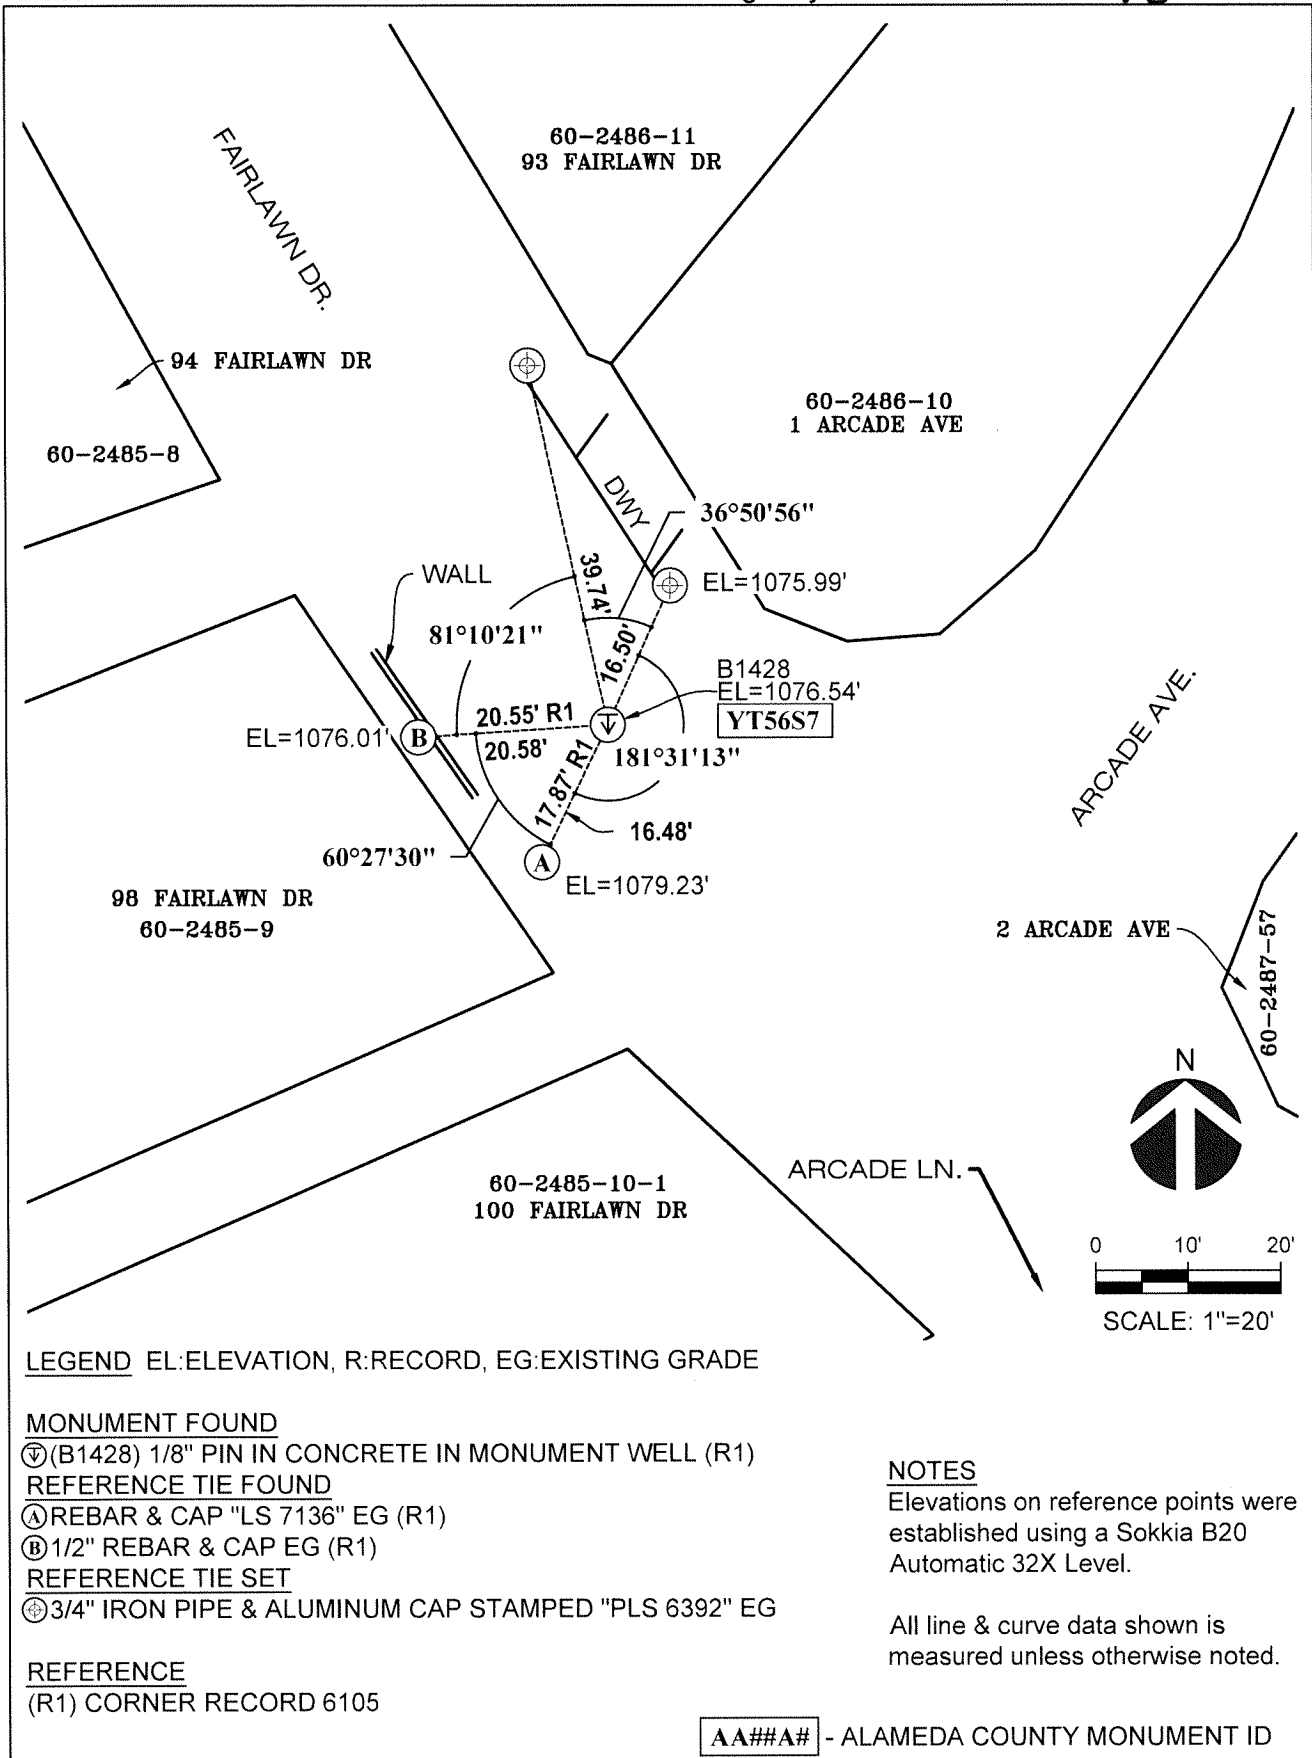 60-2486-11
93 FAIRLAWN DR
FAIRLAWN DR.
94 FAIRLAWN DR
60-2485-8
60-2486-10
1 ARCADE AVE
DWY
36°50'56"
WALL
39.74'
EL=1075.99'
81°10'21"
16.50'
B1428
EL=1076.54'
YT56S7
20.55' R1
20.58'
EL=1076.01'
B
181°31'13"
17.87' R1
16.48'
60°27'30"
A
EL=1079.23'
ARCADE AVE.
98 FAIRLAWN DR
60-2485-9
2 ARCADE AVE
60-2487-57
N
60-2485-10-1
100 FAIRLAWN DR
ARCADE LN.
0 10' 20'
SCALE: 1"=20'
LEGEND EL:ELEVATION, R:RECORD, EG:EXISTING GRADE
MONUMENT FOUND
(B1428) 1/8" PIN IN CONCRETE IN MONUMENT WELL (R1)
REFERENCE TIE FOUND
A REBAR & CAP "LS 7136" EG (R1)
B 1/2" REBAR & CAP EG (R1)
REFERENCE TIE SET
3/4" IRON PIPE & ALUMINUM CAP STAMPED "PLS 6392" EG
REFERENCE
(R1) CORNER RECORD 6105
NOTES
Elevations on reference points were
established using a Sokkia B20
Automatic 32X Level.
All line & curve data shown is
measured unless otherwise noted.
AA##A# - ALAMEDA COUNTY MONUMENT ID